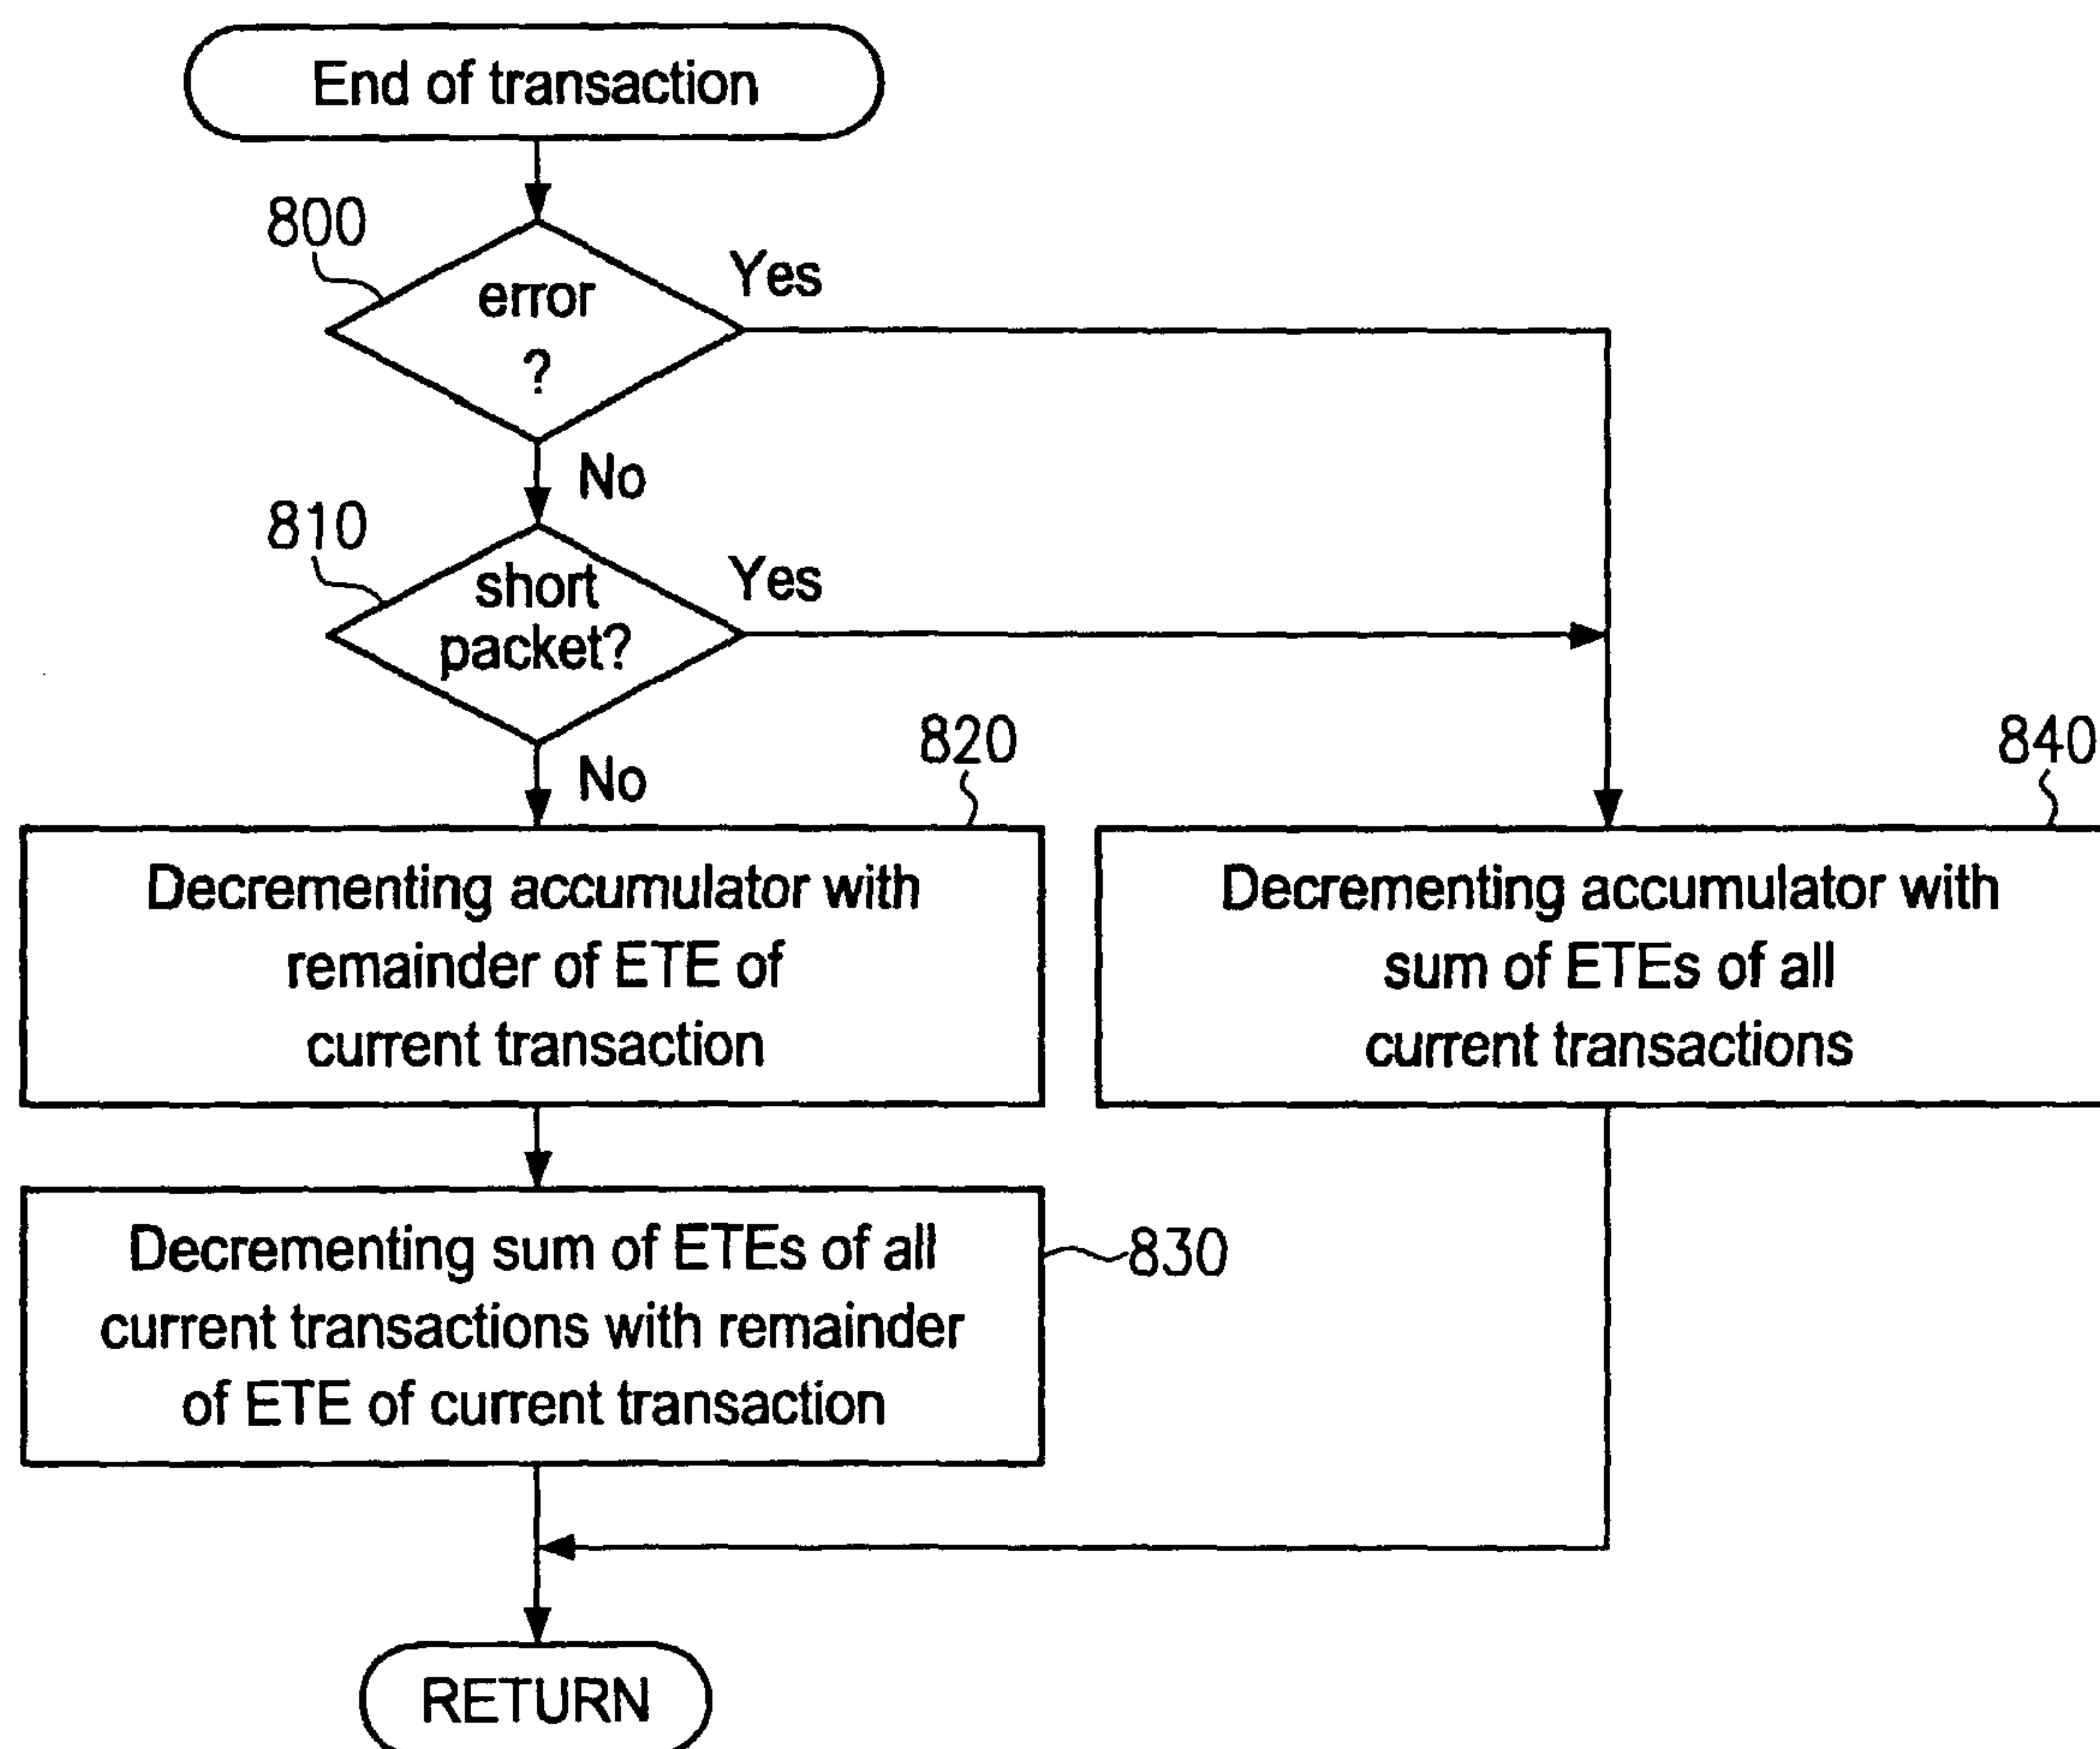 End of transaction
800
error
?
Yes
No
810
short
packet?
Yes
No
820
840
Decrementing accumulator with
remainder of ETE of
current transaction
Decrementing accumulator with
sum of ETEs of all
current transactions
Decrementing sum of ETEs of all
current transactions with remainder
of ETE of current transaction
830
RETURN